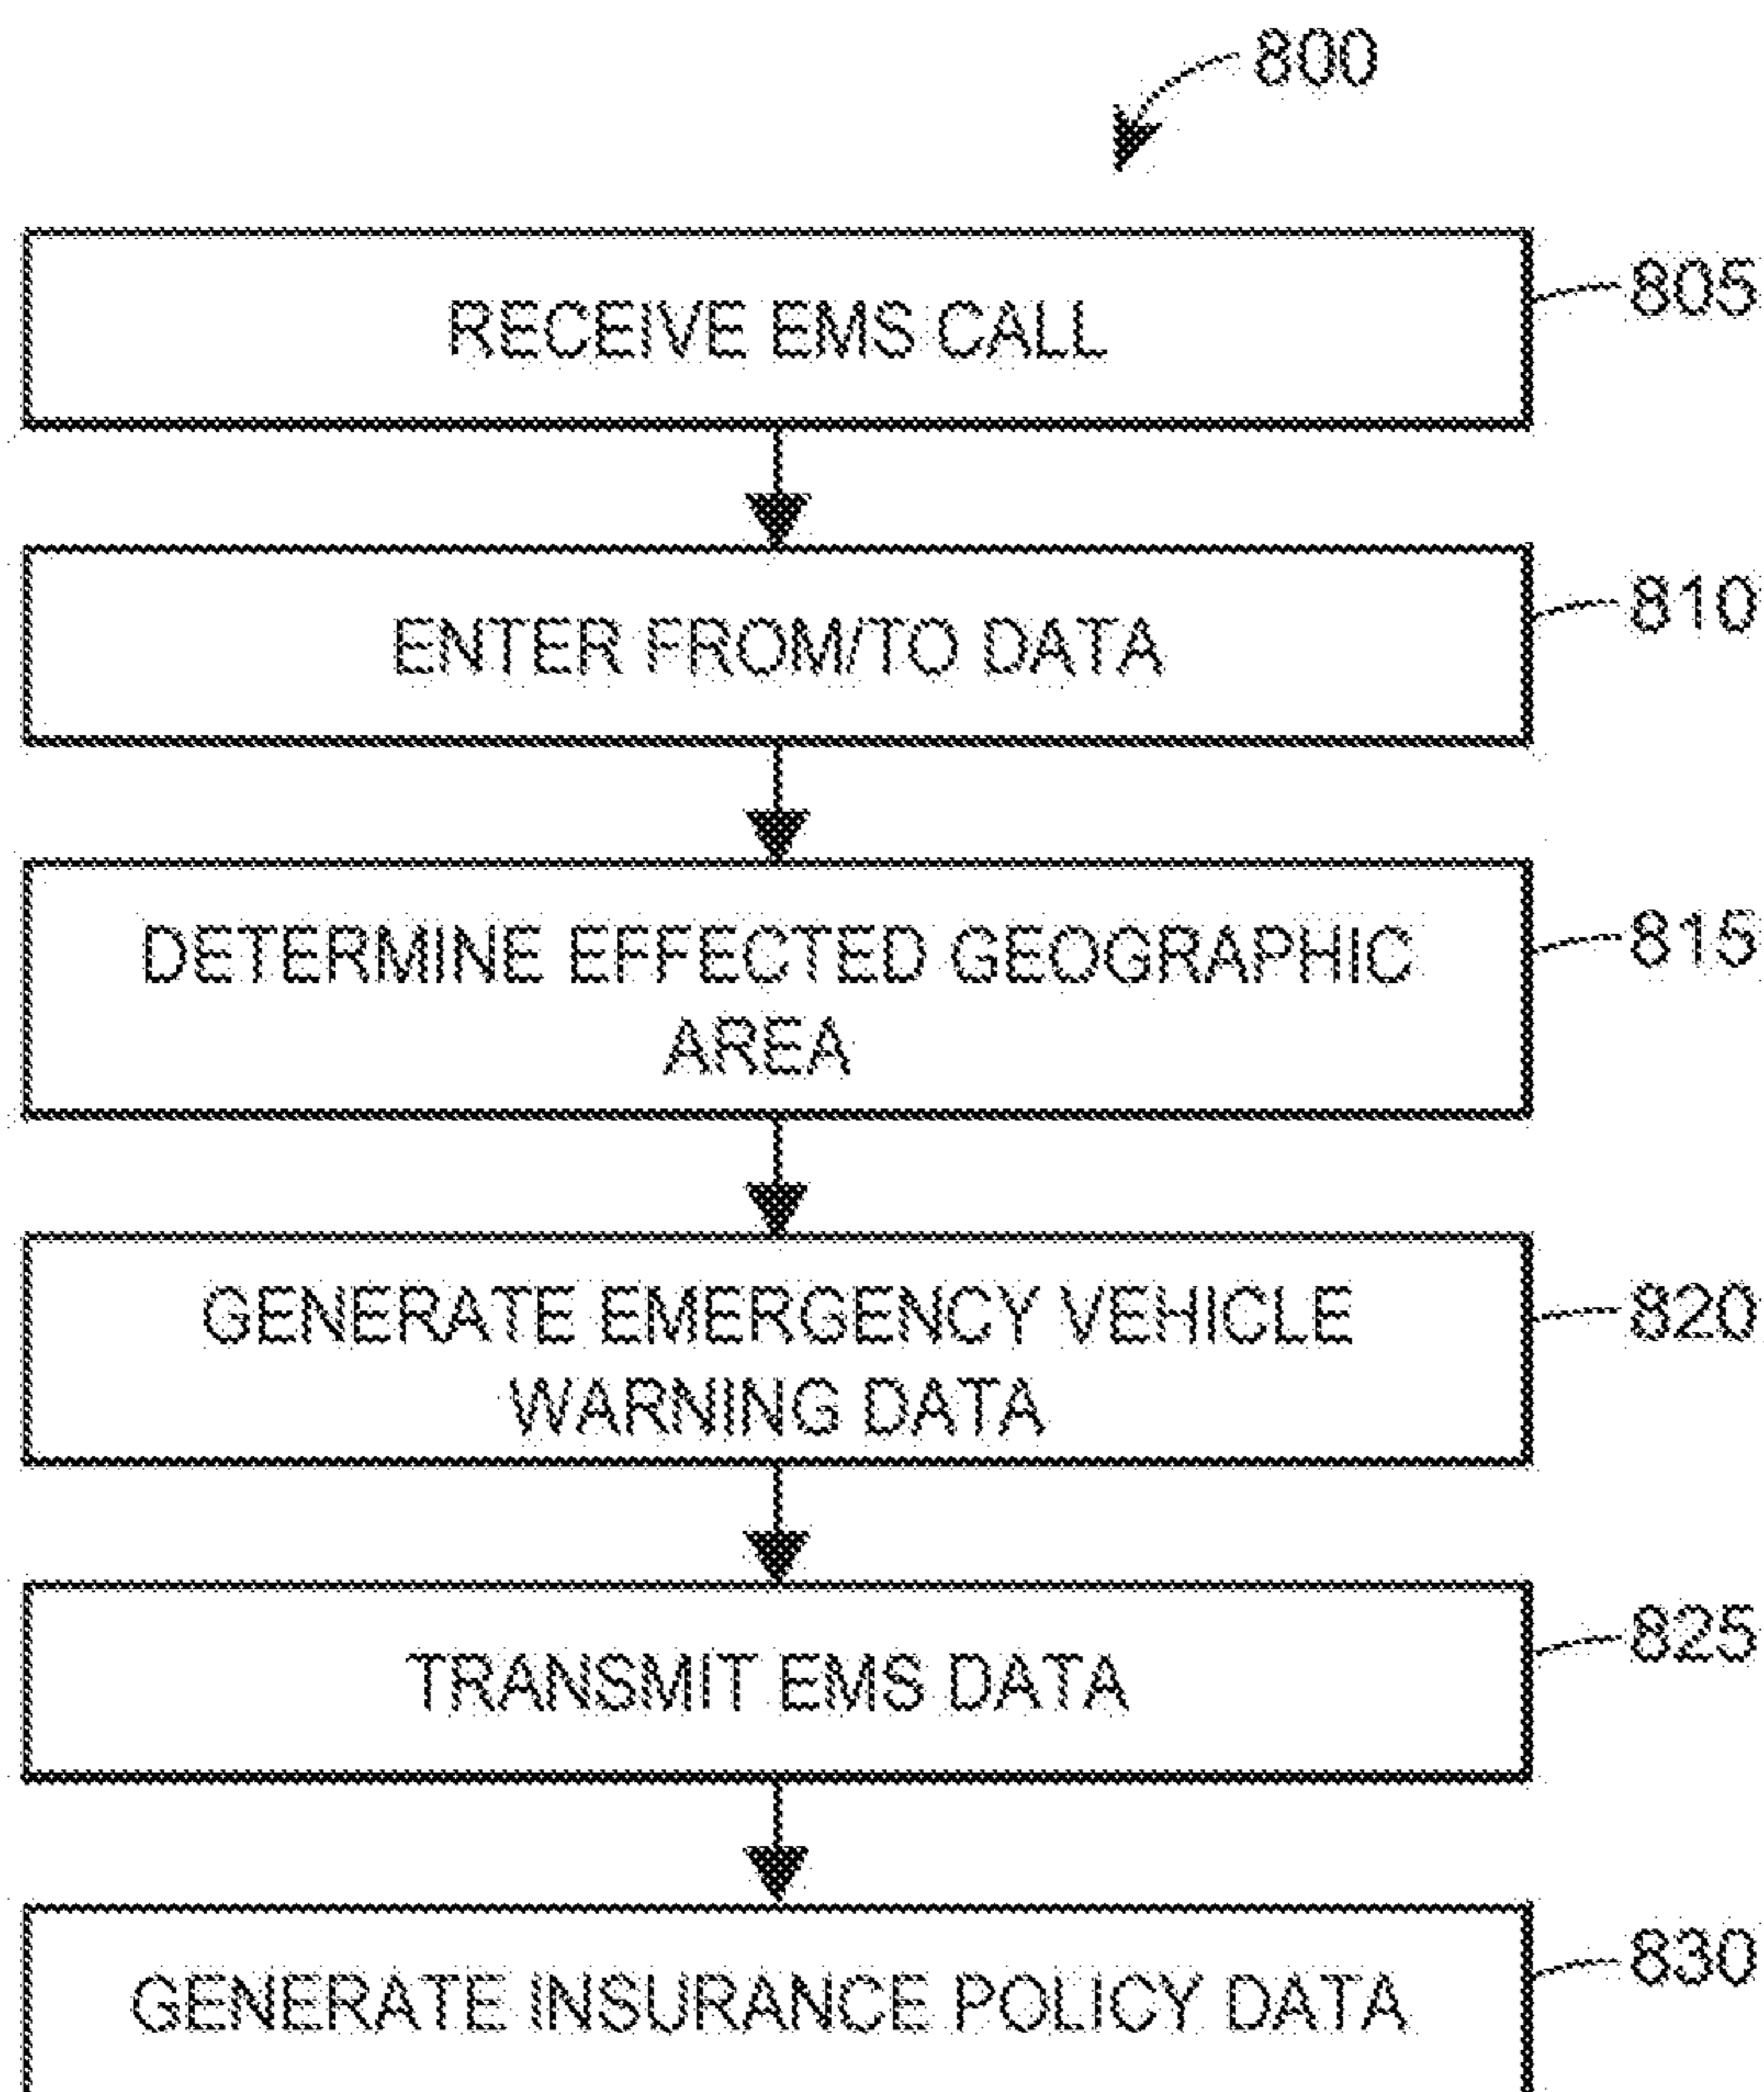 800
RECEIVE EMS CALL
805
ENTER FROM/TO DATA
810
DETERMINE EFFECTED GEOGRAPHIC
AREA
815
GENERATE EMERGENCY VEHICLE
WARNING DATA
820
TRANSMIT EMS DATA
825
GENERATE INSURANCE POLICY DATA
830